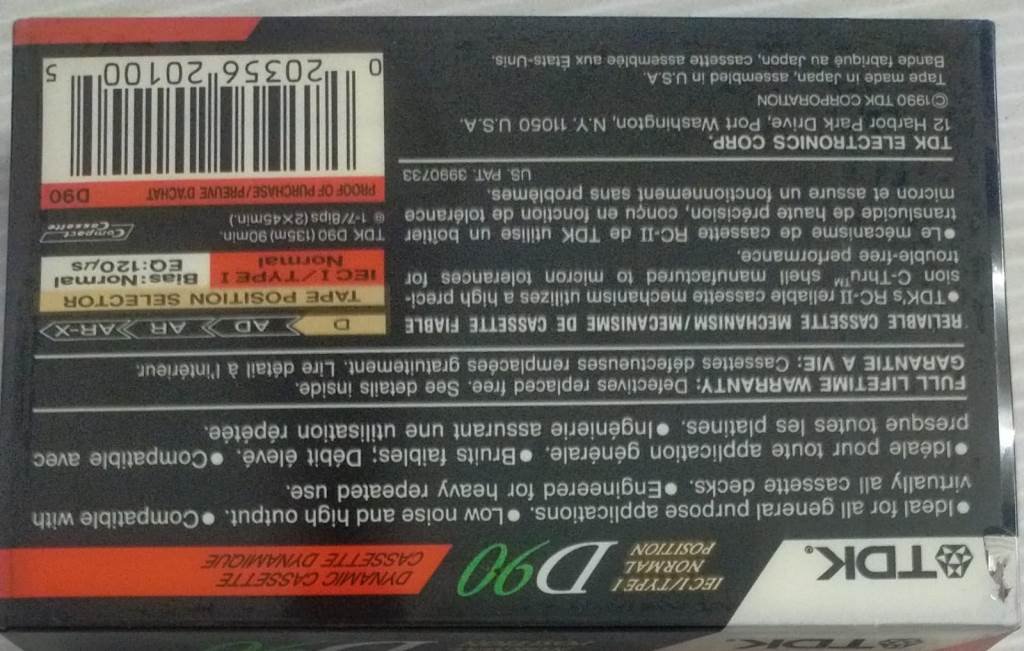 TDK®
IEC I/TYPE I
NORMAL
POSITION
D90
DYNAMIC CASSETTE
CASSETTE DYNAMIQUE
●Ideal for all general purpose applications. ●Low noise and high output. ●Compatible with
virtually all cassette decks. ●Engineered for heavy repeated use.
●Idéale pour toute application générale. ●Bruits faibles; Débit élevé. ●Compatible avec
presque toutes les platines. ●Ingénierie assurant une utilisation répétée.
FULL LIFETIME WARRANTY: Defectives replaced free. See details inside.
GARANTIE A VIE: Cassettes défectueuses remplacées gratuitement. Lire détail à l'intérieur.
RELIABLE CASSETTE MECHANISM/MÉCANISME DE CASSETTE FIABLE
●TDK's RC-II reliable cassette mechanism utilizes a high preci-
sion C-Thru™ shell manufactured to micron tolerances for
trouble-free performance.
●Le mécanisme de cassette RC-II de TDK utilise un boîtier
translucide de haute précision, conçu en fonction de tolérance
micron et assure un fonctionnement sans problèmes.
U.S. PAT. 3990733
TDK ELECTRONICS CORP.
12 Harbor Park Drive, Port Washington, N.Y. 11050 U.S.A.
©1990 TDK CORPORATION
Tape made in Japan, assembled in U.S.A.
Bande fabriqué au Japon, cassette assemblée aux États-Unis.
D AD AR AR-X
TAPE POSITION SELECTOR
IEC I/TYPE I
Normal
Bias: Normal
EQ: 120μs
TDK D90 (135m) 90min.
1-7/8ips (2×45min.)
Compact
Cassette
PROOF OF PURCHASE/PREUVE D'ACHAT D90
0 20356 20100 5
TDK®